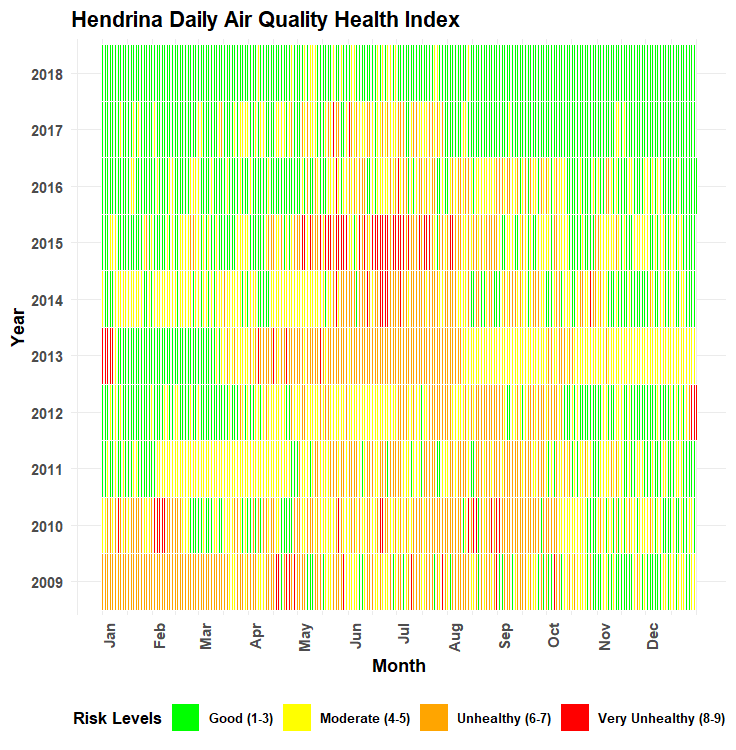 Hendrina Daily Air Quality Health Index
Year
2018
2017
2016
2015
2014
2013
2012
2011
2010
2009
Jan Feb Mar Apr May Jun Jul Aug Sep Oct Nov Dec
Month
Risk Levels Good (1-3) Moderate (4-5) Unhealthy (6-7) Very Unhealthy (8-9)